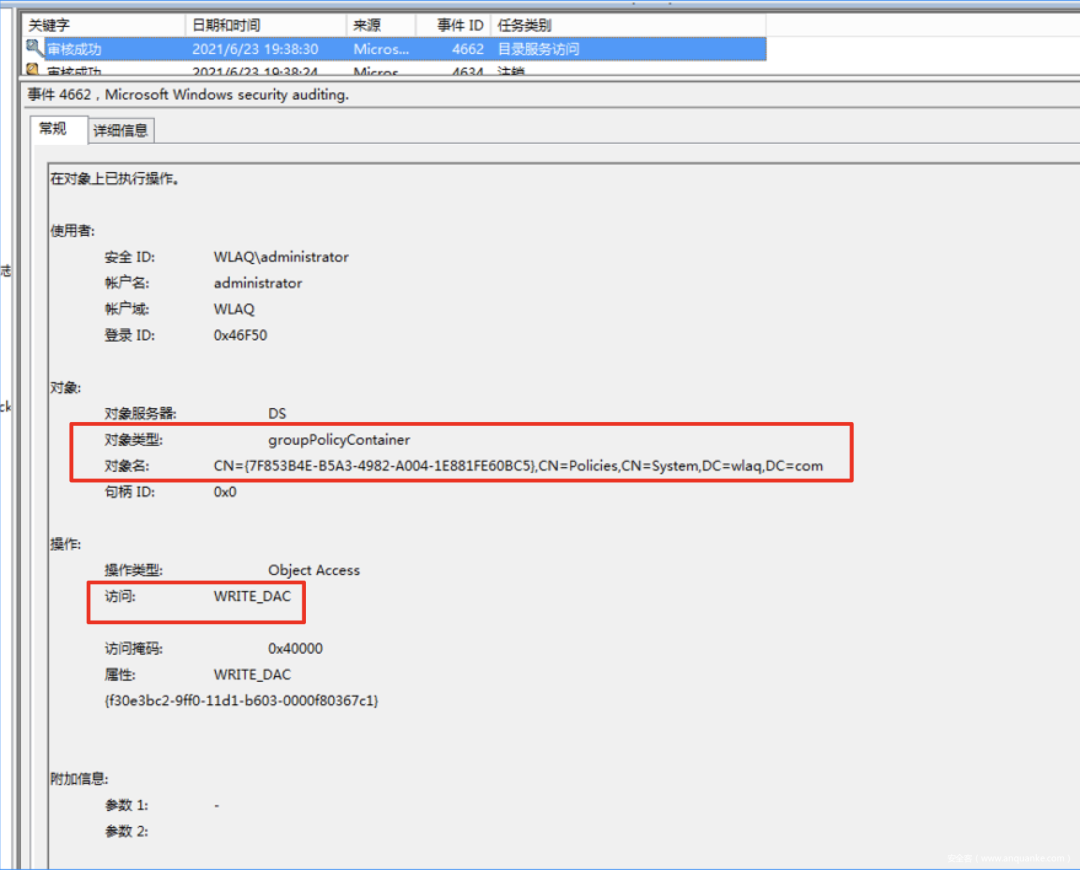 关键字 日期和时间 来源 事件 ID 任务类别
审核成功 2021/6/23 19:38:30 Micros... 4662 目录服务访问
审核成功 2021/6/23 19:38:24 Micros... 4634 注销
事件 4662，Microsoft Windows security auditing.
常规 详细信息
在对象上已执行操作。
使用者:
安全 ID: WLAQ\administrator
志
帐户名: administrator
帐户域: WLAQ
登录 ID: 0x46F50
对象:
ck
对象服务器: DS
对象类型: groupPolicyContainer
对象名: CN={7F853B4E-B5A3-4982-A004-1E881FE60BC5},CN=Policies,CN=System,DC=wlaq,DC=com
句柄 ID: 0x0
操作:
操作类型: Object Access
访问: WRITE_DAC
访问掩码: 0x40000
属性: WRITE_DAC
{f30e3bc2-9ff0-11d1-b603-0000f80367c1}
附加信息:
参数 1: -
参数 2:
安全客（www.anquanke.com）